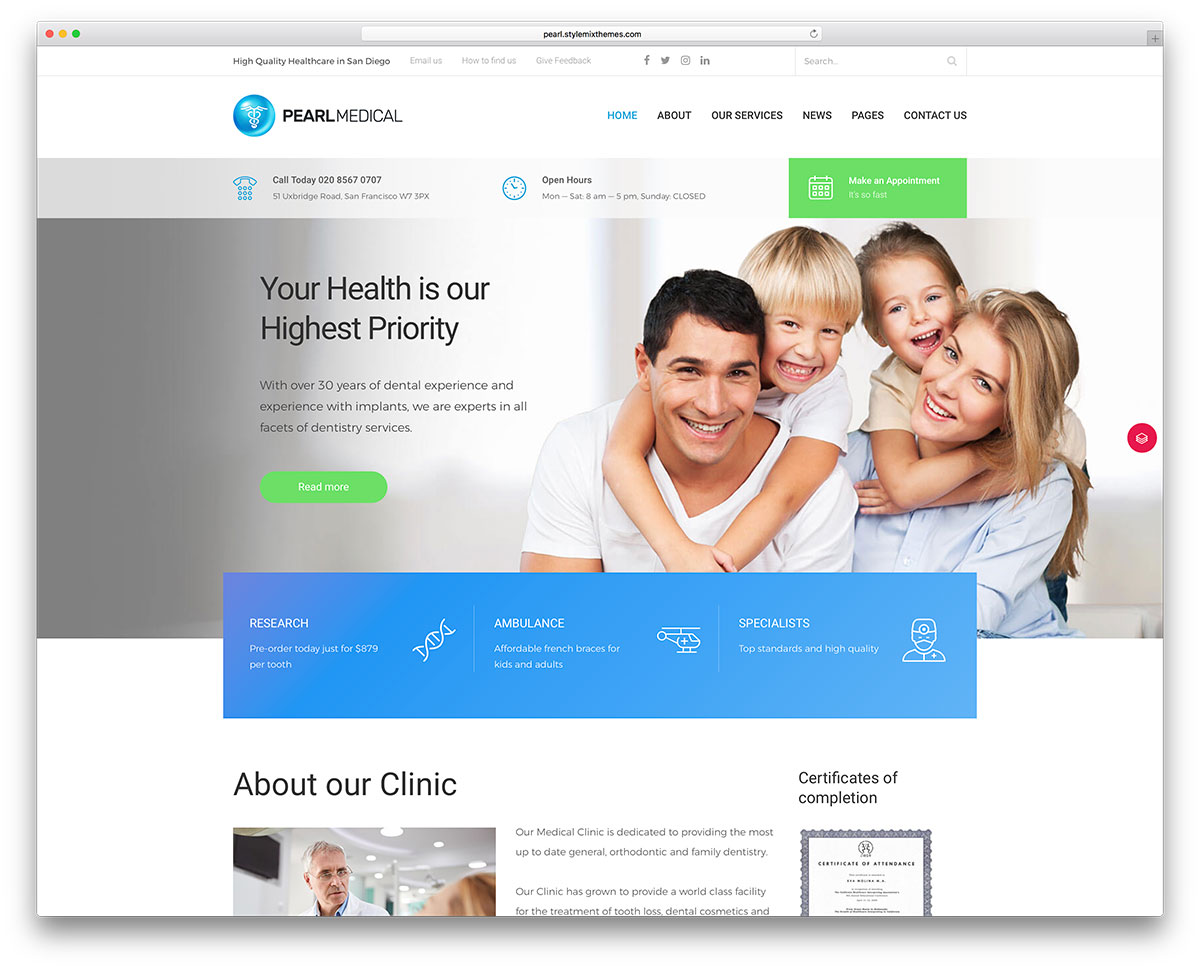 pearl.stylemixthemes.com
High Quality Healthcare in San Diego Email us How to find us Give Feedback Search...
PEARLMEDICAL
HOME ABOUT OUR SERVICES NEWS PAGES CONTACT US
Call Today 020 8567 0707
51 Uxbridge Road, San Francisco W7 3PX
Open Hours
Mon — Sat: 8 am — 5 pm, Sunday: CLOSED
Make an Appointment
It's so fast
Your Health is our
Highest Priority
With over 30 years of dental experience and
experience with implants, we are experts in all
facets of dentistry services.
Read more
RESEARCH
Pre-order today just for $879
per tooth
AMBULANCE
Affordable french braces for
kids and adults
SPECIALISTS
Top standards and high quality
About our Clinic
Our Medical Clinic is dedicated to providing the most
up to date general, orthodontic and family dentistry.
Our Clinic has grown to provide a world class facility
for the treatment of tooth loss, dental cosmetics and
Certificates of
completion
CERTIFICATE OF ATTENDANCE